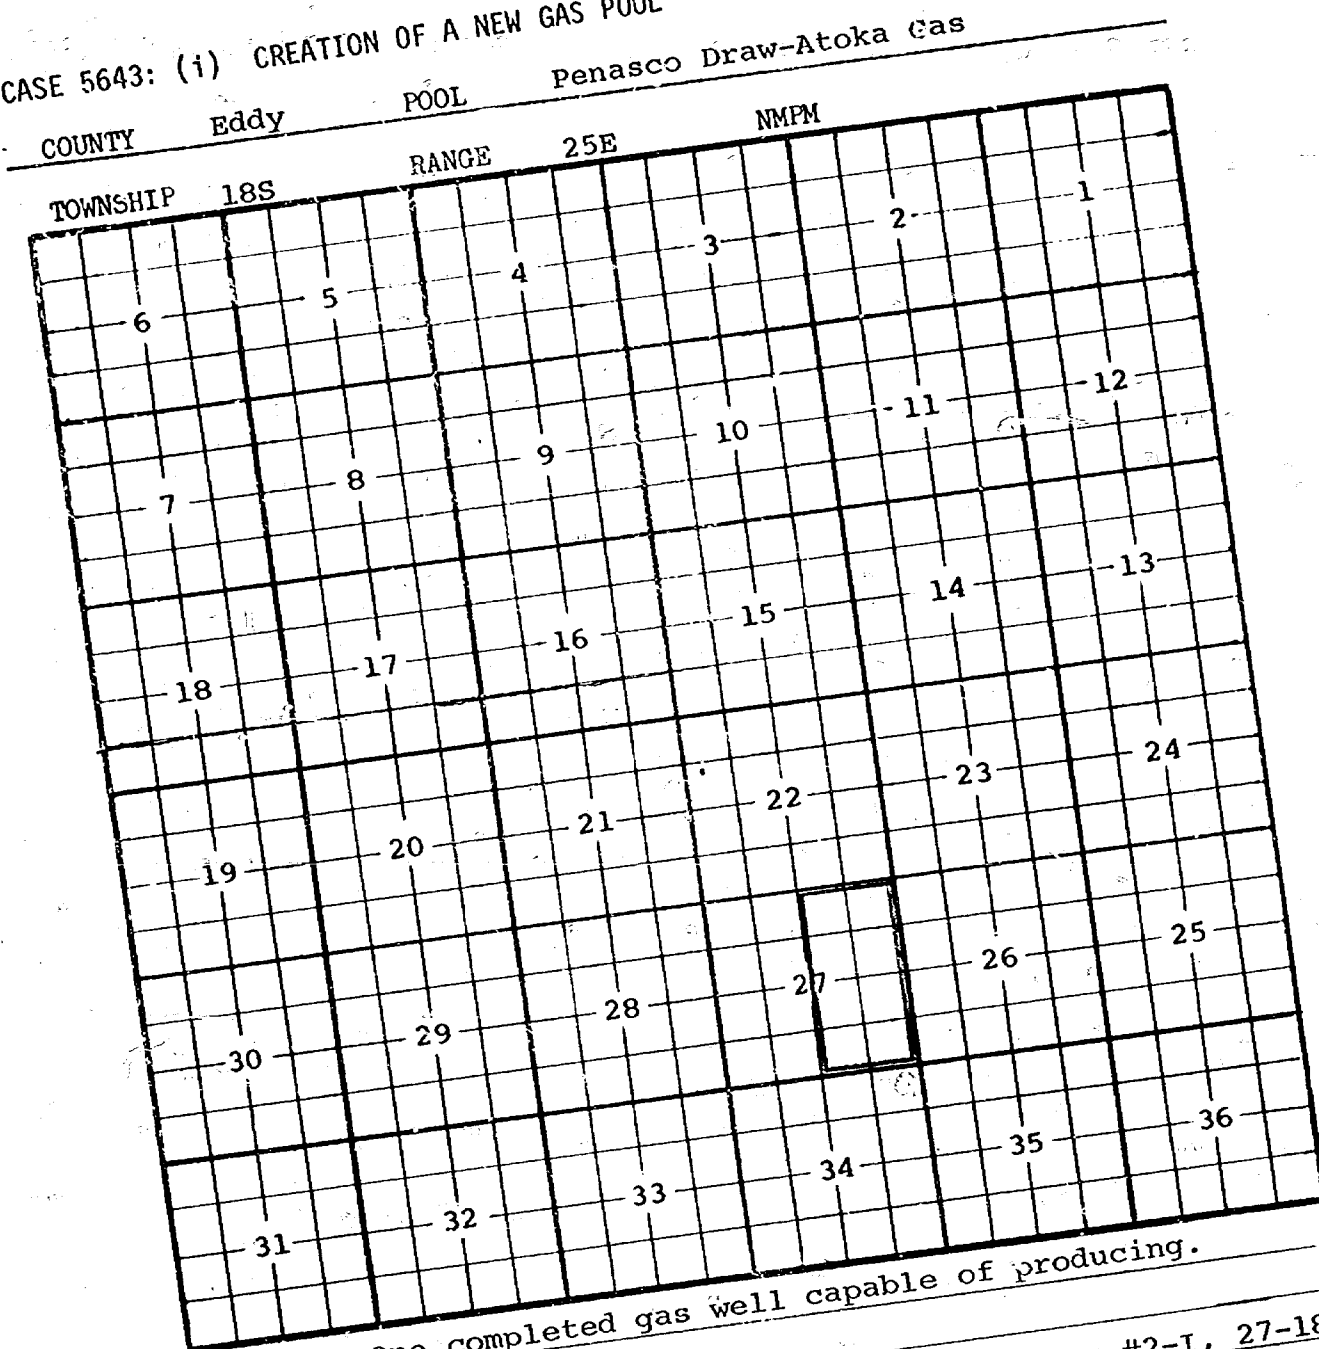 CASE 5643: (i) CREATION OF A NEW GAS POOL
COUNTY Eddy POOL Penasco Draw-Atoka Gas
TOWNSHIP 18S RANGE 25E NMPM
6 5 4 3 2 1
7 8 9 10 11 12
18 17 16 15 14 13
19 20 21 22 23 24
30 29 28 27 26 25
31 32 33 34 35 36
completed gas well capable of producing.
27-18